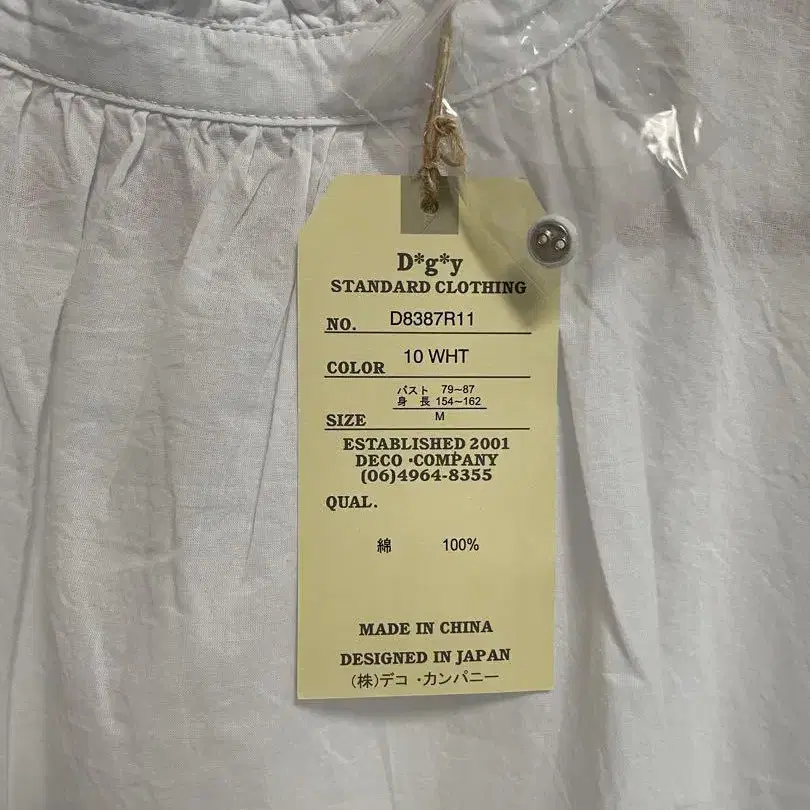 D*g*y
STANDARD CLOTHING
NO. D8387R11
COLOR 10 WHT
バスト 79~87
身 長 154~162
SIZE M
ESTABLISHED 2001
DECO ·COMPANY
(06)4964-8355
QUAL.
綿 100%
MADE IN CHINA
DESIGNED IN JAPAN
(株)デコ ·カンパニー